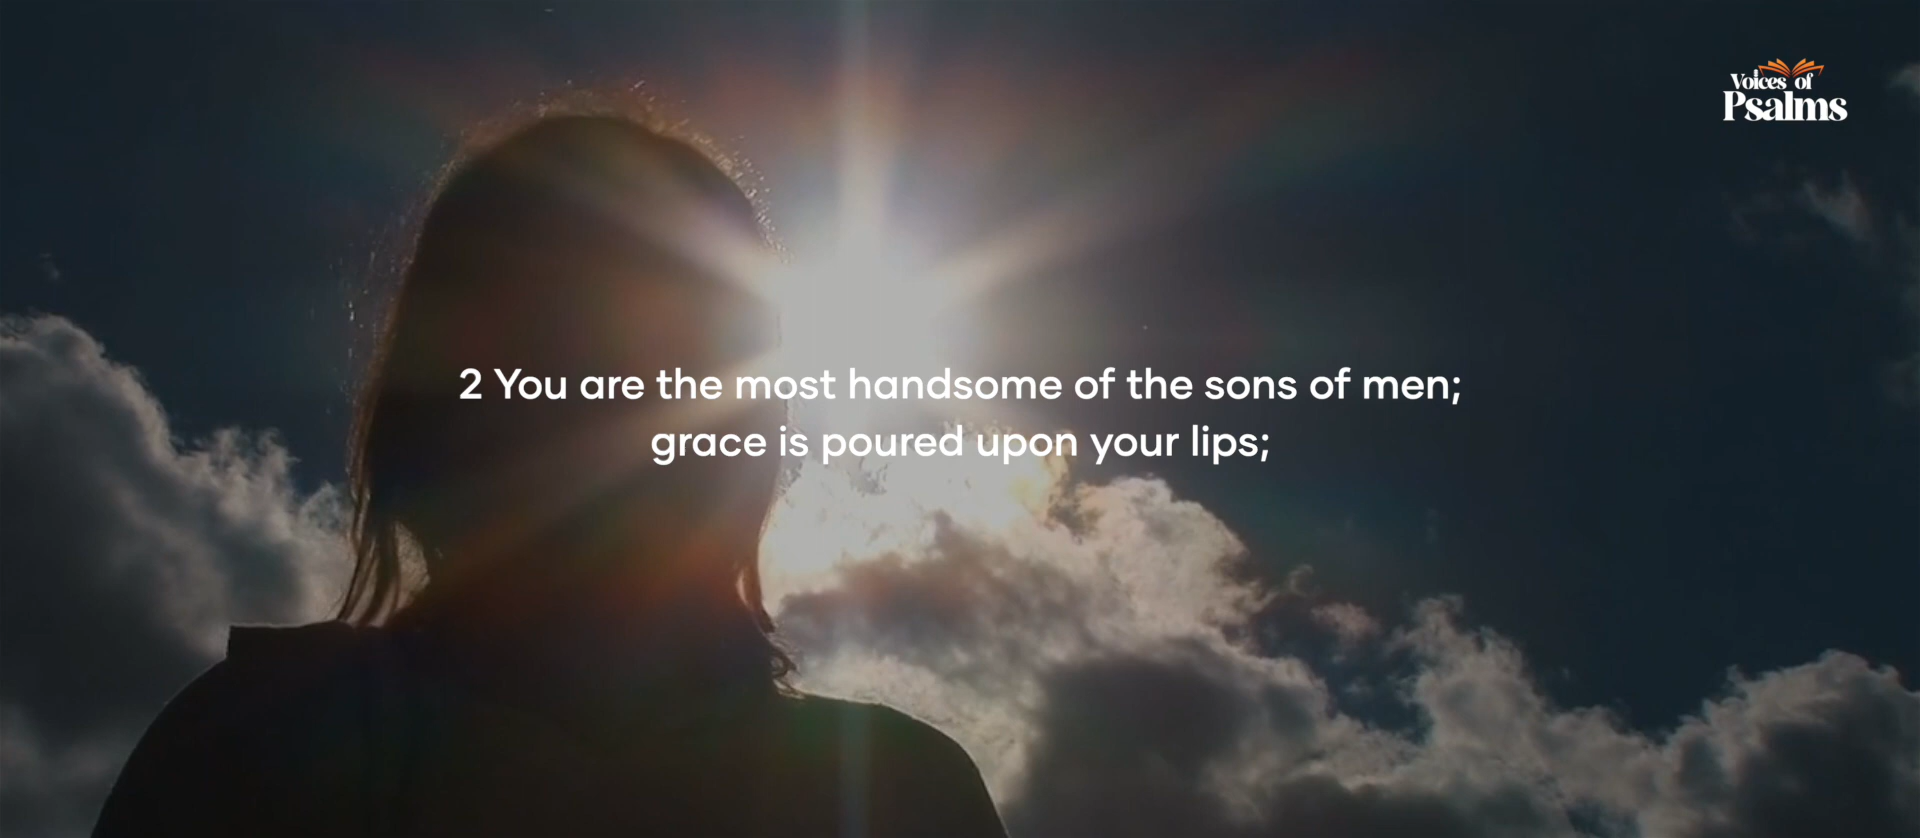 Voices of
Psalms
2 You are the most handsome of the sons of men;
grace is poured upon your lips;